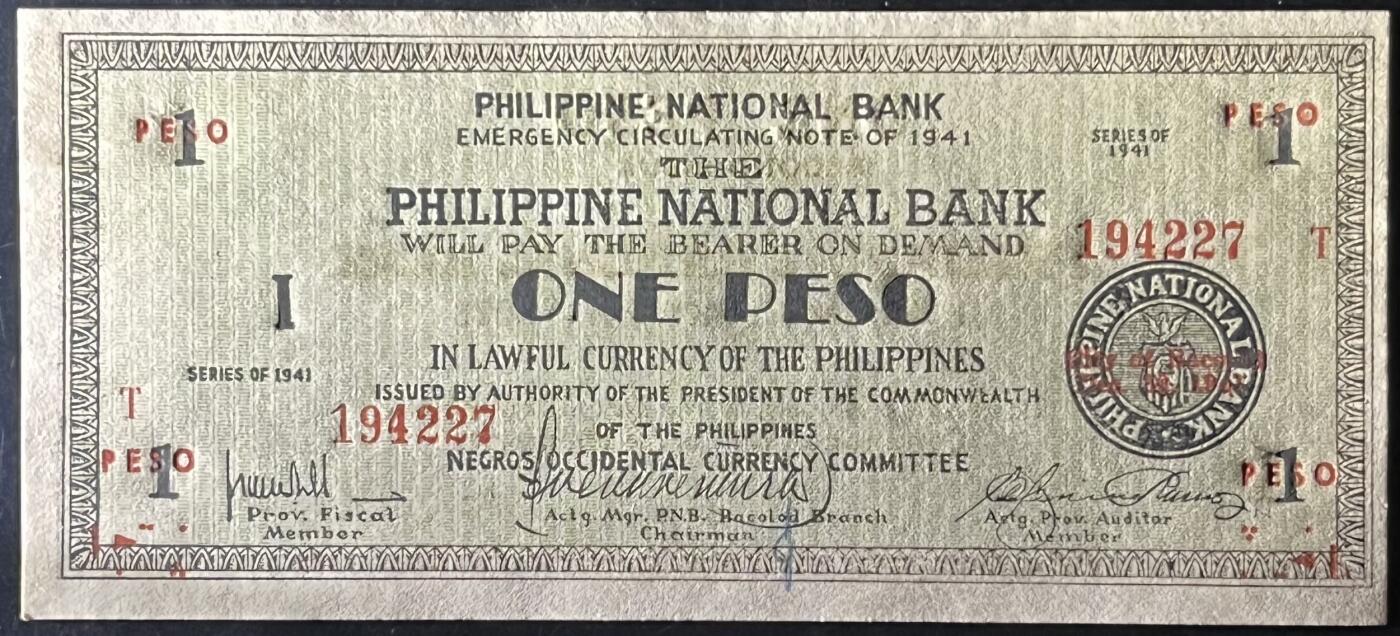 PHILIPPINE NATIONAL BANK
EMERGENCY CIRCULATING NOTE OF 1941
PESO
1
PESO
1
SERIES OF
1941
THE
PHILIPPINE NATIONAL BANK
WILL PAY THE BEARER ON DEMAND
194227 T
I
ONE PESO
PHILIPPINE NATIONAL BANK
IN LAWFUL CURRENCY OF THE PHILIPPINES
SERIES OF 1941
ISSUED BY AUTHORITY OF THE PRESIDENT OF THE COMMONWEALTH
T
194227
OF THE PHILIPPINES
PESO
1
NEGROS OCCIDENTAL CURRENCY COMMITTEE
PESO
1
Prov. Fiscal
Member
Actg. Mgr. P.N.B. Bacolod Branch
Chairman
Actg. Prov. Auditor
Member